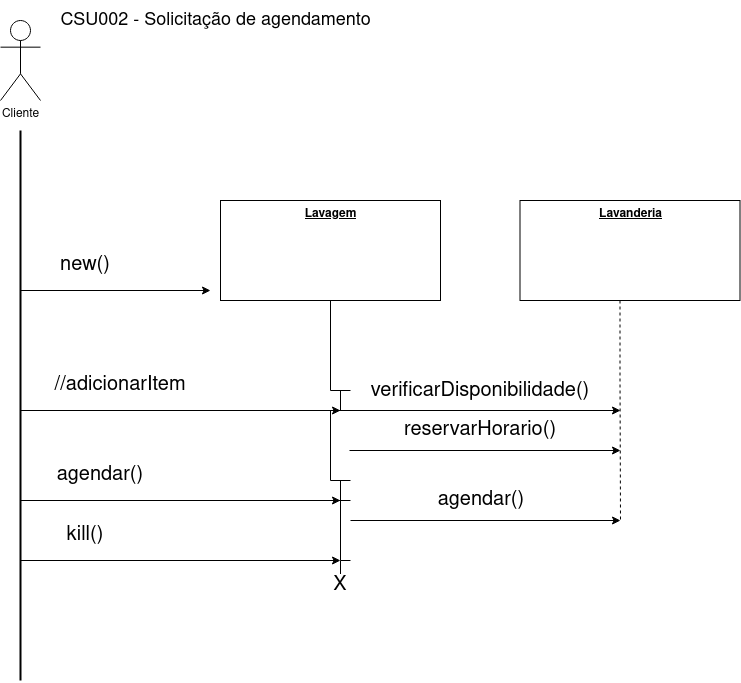 CSU002 - Solicitação de agendamento
Cliente
Lavagem
Lavanderia
new()
//adicionarItem
verificarDisponibilidade()
reservarHorario()
agendar()
agendar()
kill()
X